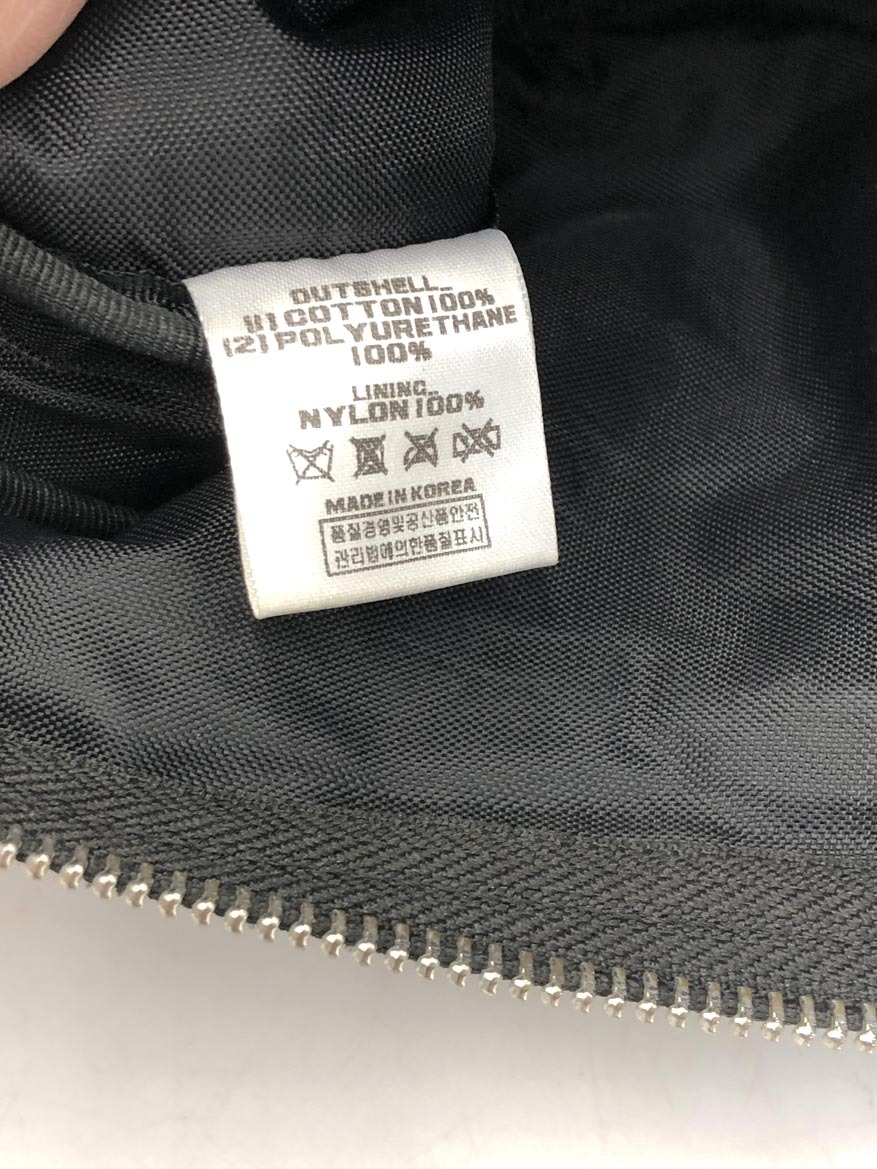 OUTSHELL_
(1) COTTON 100%
(2) POLYURETHANE
100%
LINING_
NYLON 100%
MADE IN KOREA
품질경영및공산품안전
관리법에의한품질표시